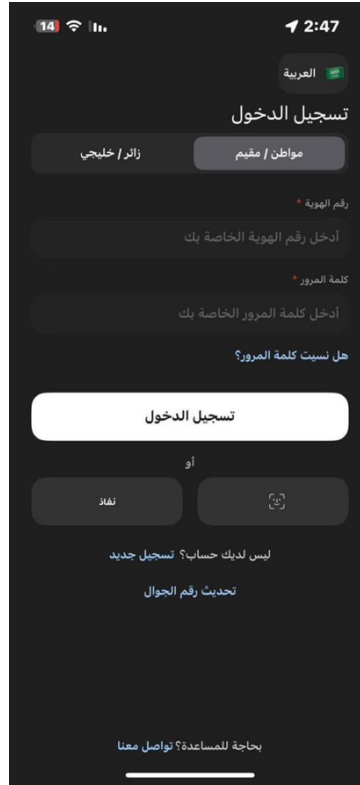 14 2:47
العربية
تسجيل الدخول
مواطن / مقيم زائر / خليجي
رقم الهوية *
أدخل رقم الهوية الخاصة بك
كلمة المرور *
أدخل كلمة المرور الخاصة بك
هل نسيت كلمة المرور؟
تسجيل الدخول
أو
نفاذ
ليس لديك حساب؟ تسجيل جديد
تحديث رقم الجوال
بحاجة للمساعدة؟ تواصل معنا